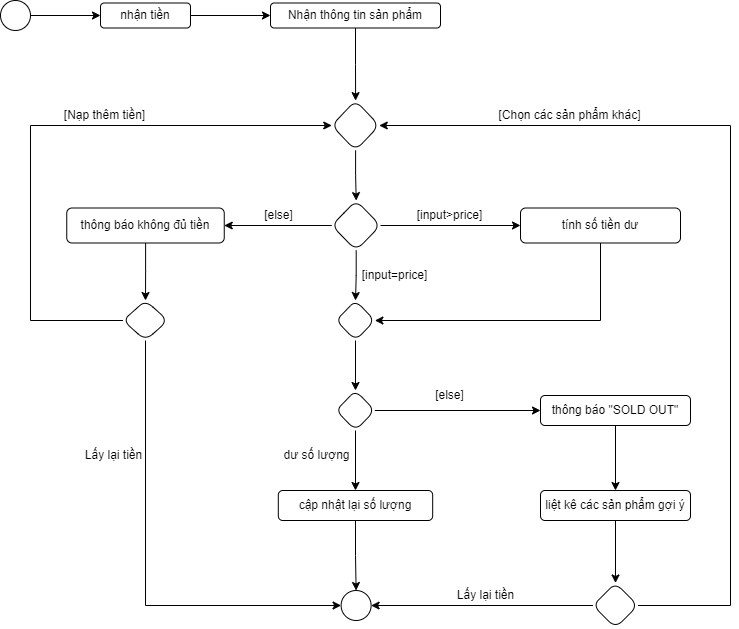 nhận tiền
Nhận thông tin sản phẩm
[Nạp thêm tiền]
[Chọn các sản phẩm khác]
thông báo không đủ tiền
[else]
[input>price]
tính số tiền dư
[input=price]
[else]
thông báo "SOLD OUT"
Lấy lại tiền
dư số lượng
cập nhật lại số lượng
liệt kê các sản phẩm gợi ý
Lấy lại tiền